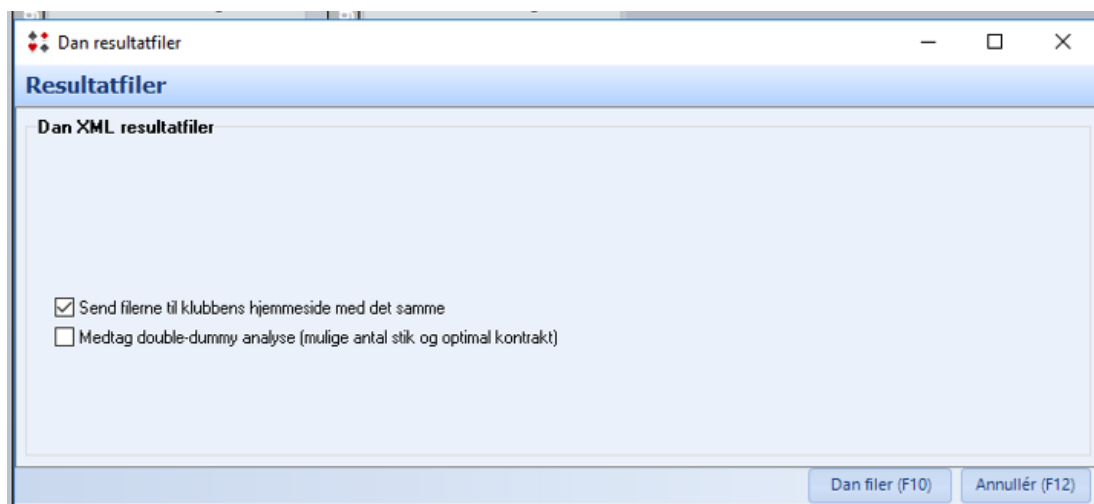 Dan resultatfiler
Resultatfiler
Dan XML resultatfiler
Send filerne til klubbens hjemmeside med det samme
Medtag double-dummy analyse (mulige antal stik og optimal kontrakt)
Dan filer (F10) Annullér (F12)